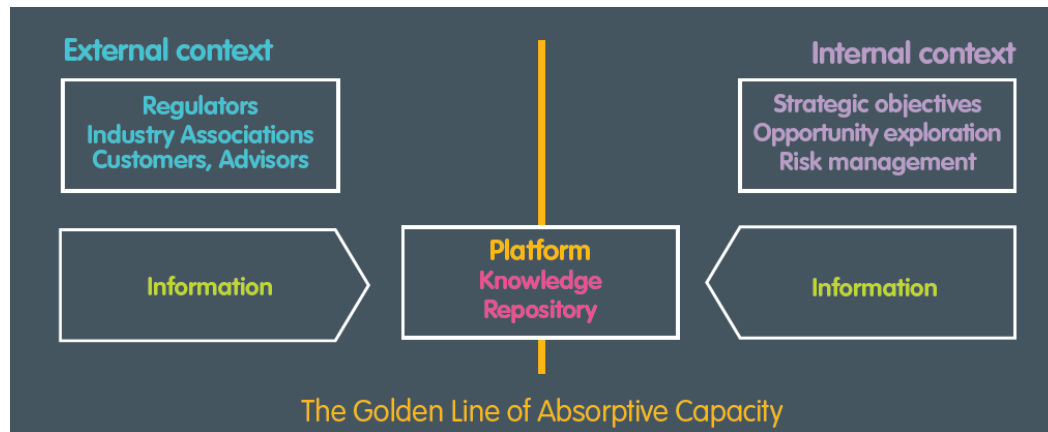 External context
Internal context
Regulators
Industry Associations
Customers, Advisors
Strategic objectives
Opportunity exploration
Risk management
Information
Platform
Knowledge
Repository
Information
The Golden Line of Absorptive Capacity